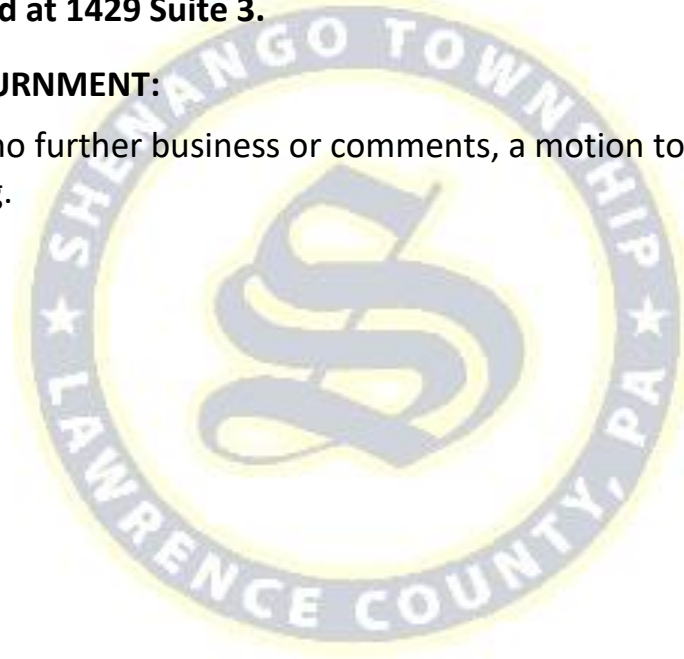 d at 1429 Suite 3.
URNMENT:
no further business or comments, a motion to
g.
SHENANGO TOWNSHIP
S
★ LAWRENCE COUNTY, PA ★